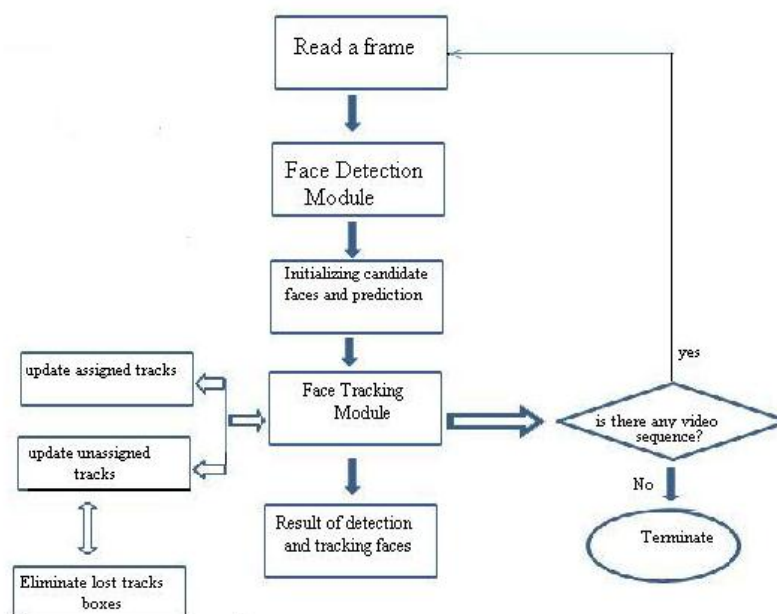 Read a frame
Face Detection
Module
Initializing candidate
faces and prediction
Face Tracking
Module
Result of detection
and tracking faces
update assigned tracks
update unassigned
tracks
Eliminate lost tracks
boxes
yes
is there any video
sequence?
No
Terminate